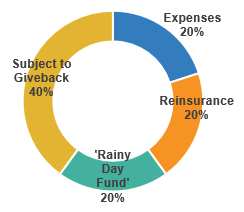 Expenses
20%
Subject to
Giveback
40%
Reinsurance
20%
'Rainy
Day
Fund'
20%